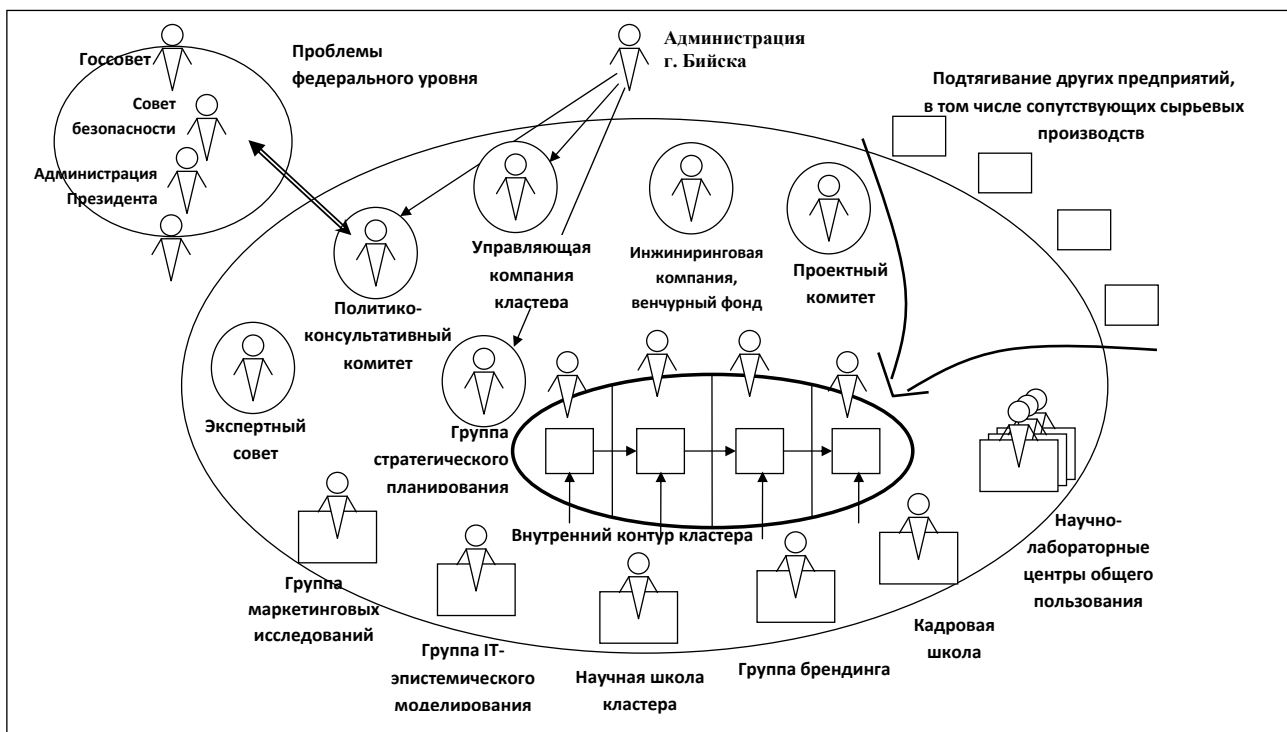 Госсовет
Проблемы
федерального уровня
Совет
безопасности
Администрация
Президента
Администрация
г. Бийска
Подтягивание других предприятий,
в том числе сопутствующих сырьевых
производств
Политико-
консультативный
комитет
Управляющая
компания
кластера
Инжиниринговая
компания,
венчурный фонд
Проектный
комитет
Экспертный
совет
Группа
стратегического
планирования
Внутренний контур кластера
Группа
маркетинговых
исследований
Группа IT-
эпистемического
моделирования
Научная школа
кластера
Группа брендинга
Кадровая
школа
Научно-
лабораторные
центры общего
пользования